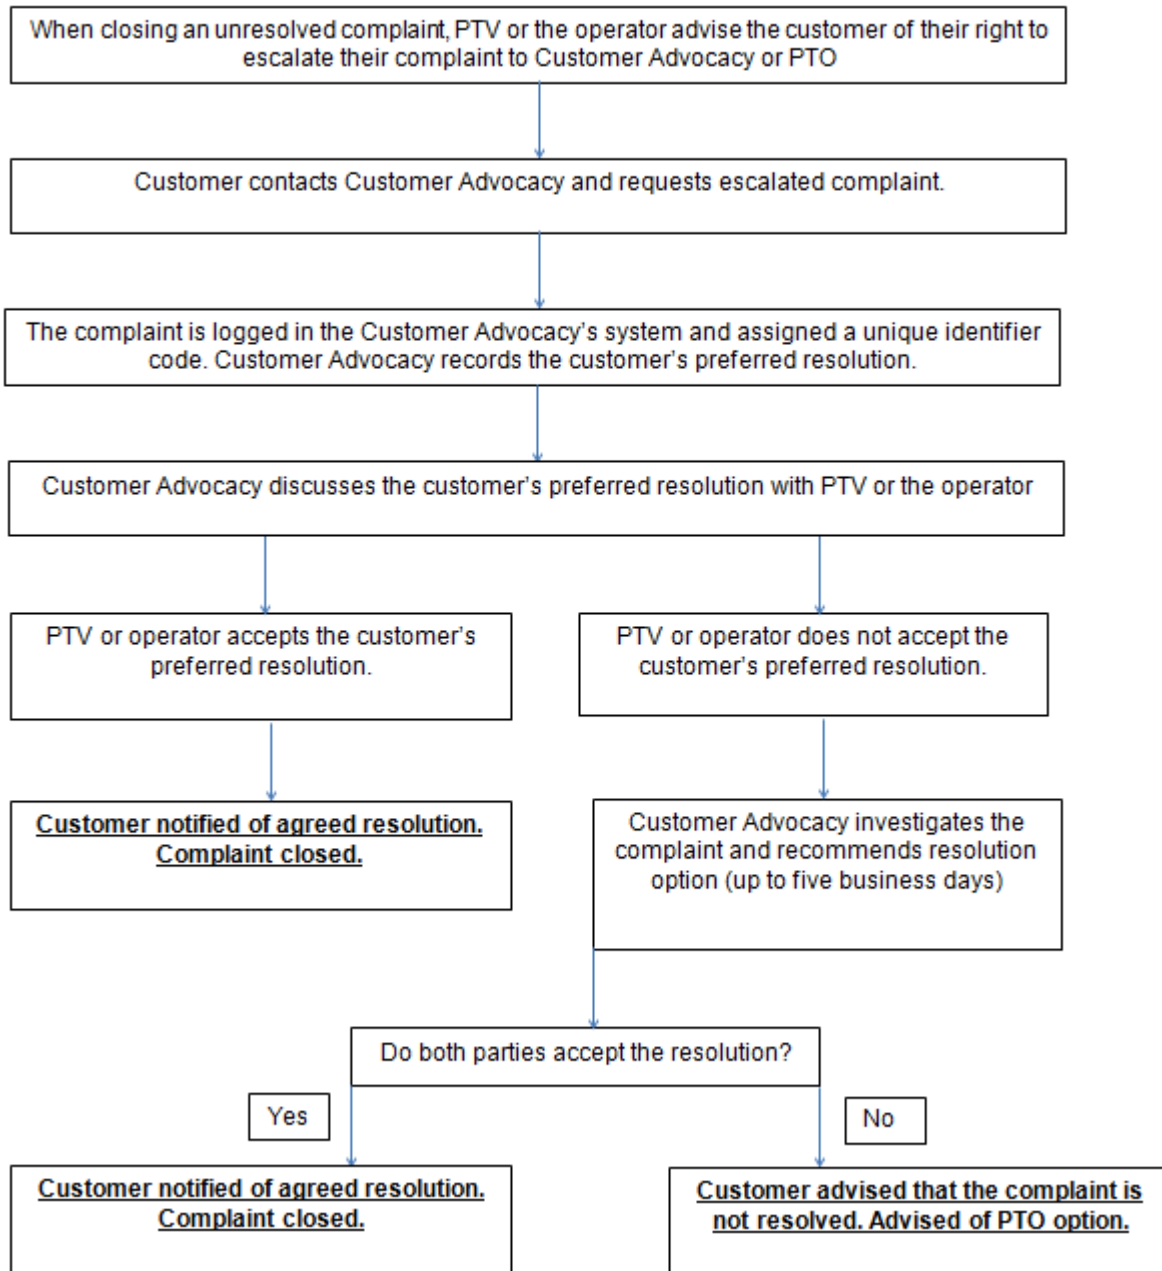 When closing an unresolved complaint, PTV or the operator advise the customer of their right to
escalate their complaint to Customer Advocacy or PTO
Customer contacts Customer Advocacy and requests escalated complaint.
The complaint is logged in the Customer Advocacy's system and assigned a unique identifier
code. Customer Advocacy records the customer's preferred resolution.
Customer Advocacy discusses the customer's preferred resolution with PTV or the operator
PTV or operator accepts the customer's
preferred resolution.
PTV or operator does not accept the
customer's preferred resolution.
Customer notified of agreed resolution.
Complaint closed.
Customer Advocacy investigates the
complaint and recommends resolution
option (up to five business days)
Do both parties accept the resolution?
Yes
No
Customer notified of agreed resolution.
Complaint closed.
Customer advised that the complaint is
not resolved. Advised of PTO option.